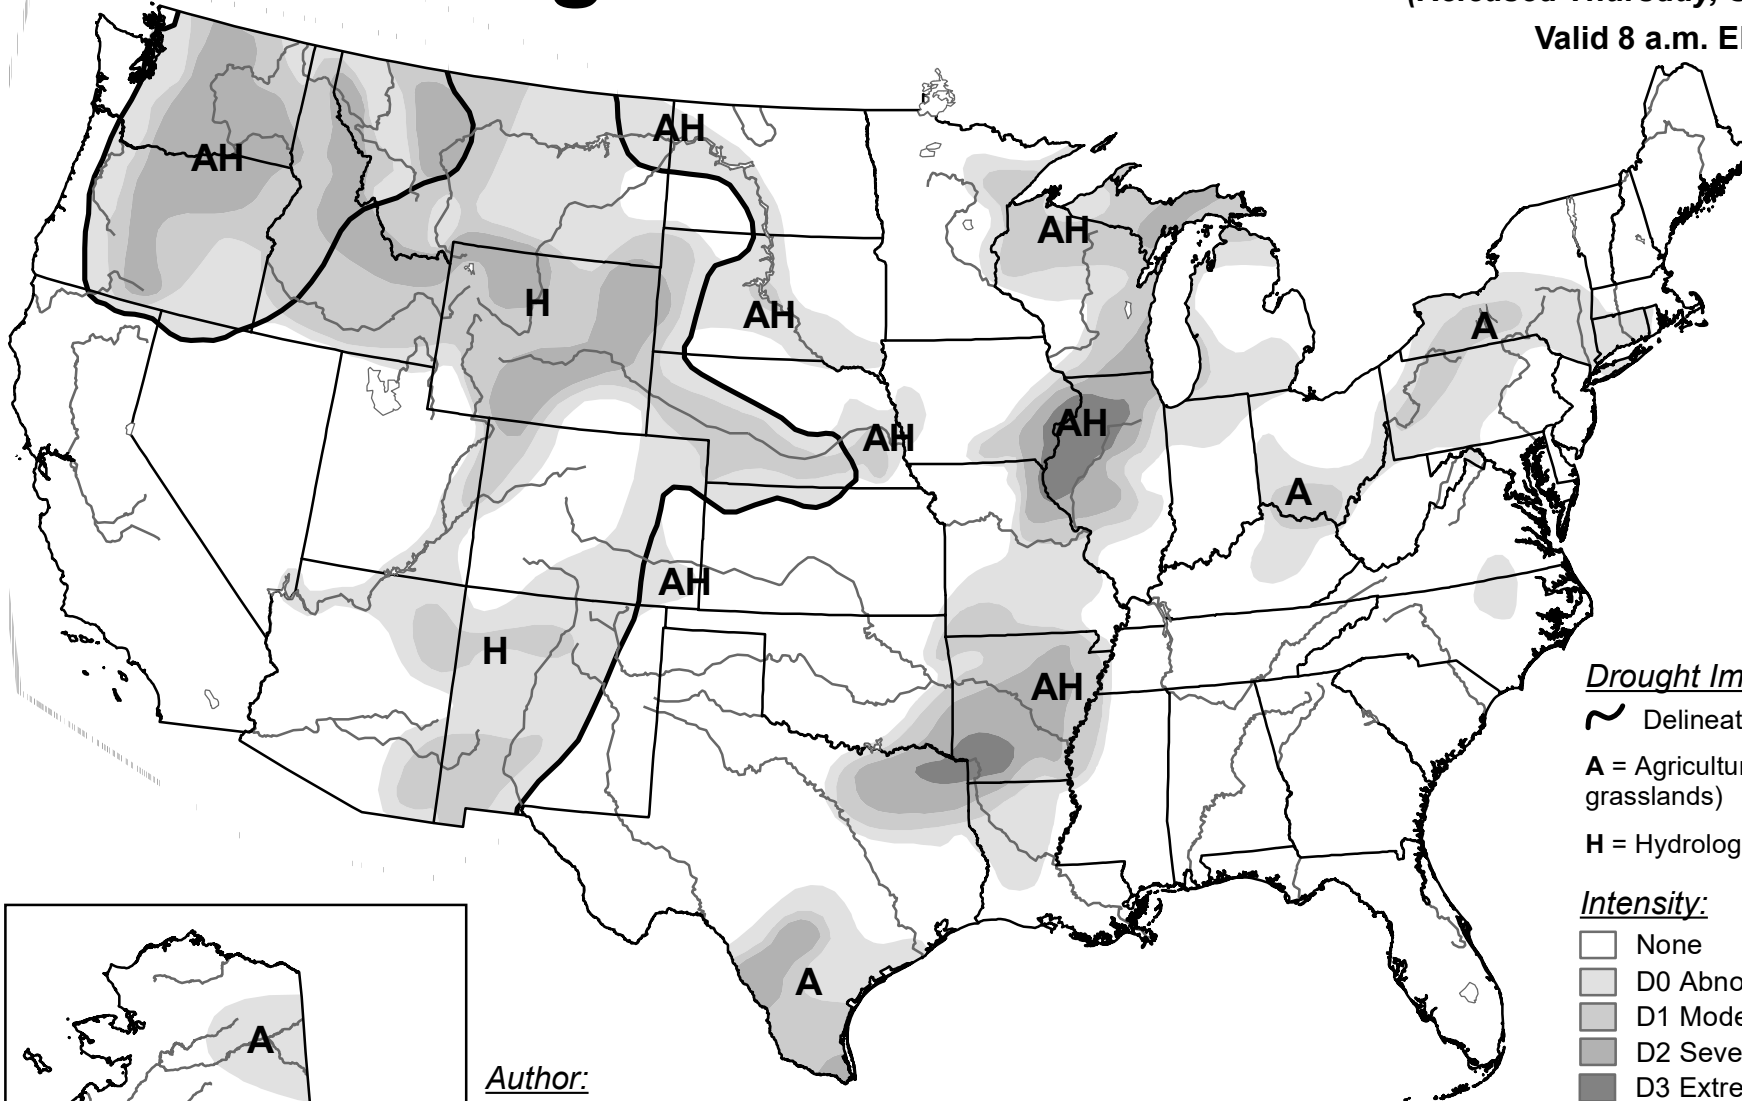 Valid 8 a.m.
AH
AH
AH
H
AH
A
AH
AH
A
AH
H
AH
A
A
Drought
Delineat
A = Agricultur
grasslands)
H = Hydrolog
Intensity:
None
D0 Abno
D1 Mode
D2 Seve
D3 Extre
Author: